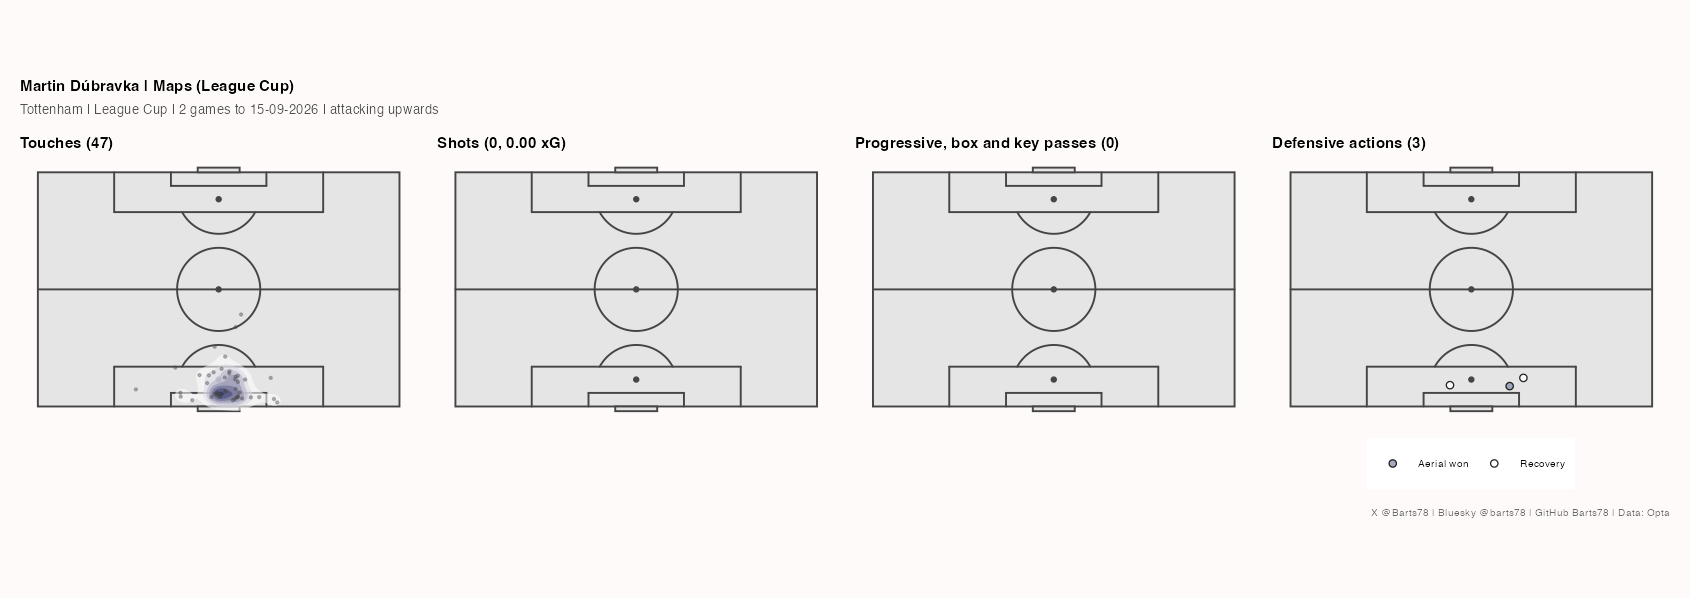 Martin Dúbravka | Maps (League Cup)
Tottenham | League Cup | 2 games to 15-09-2026 | attacking upwards
Touches (47)
Shots (0, 0.00 xG)
Progressive, box and key passes (0)
Defensive actions (3)
Aerial won
Recovery
X @Barts78 | Bluesky @barts78 | GitHub Barts78 | Data: Opta